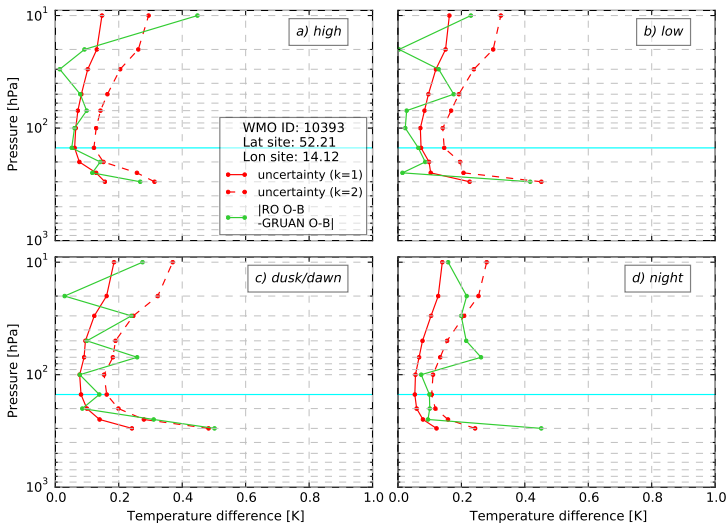 10¹
a) high
b) low
Pressure [hPa]
10²
WMO ID: 10393
Lat site: 52.21
Lon site: 14.12
uncertainty (k=1)
uncertainty (k=2)
|RO O-B
-GRUAN O-B|
10³
10¹
c) dusk/dawn
d) night
Pressure [hPa]
10²
10³
0.0 0.2 0.4 0.6 0.8 1.0 0.0 0.2 0.4 0.6 0.8 1.0
Temperature difference [K] Temperature difference [K]